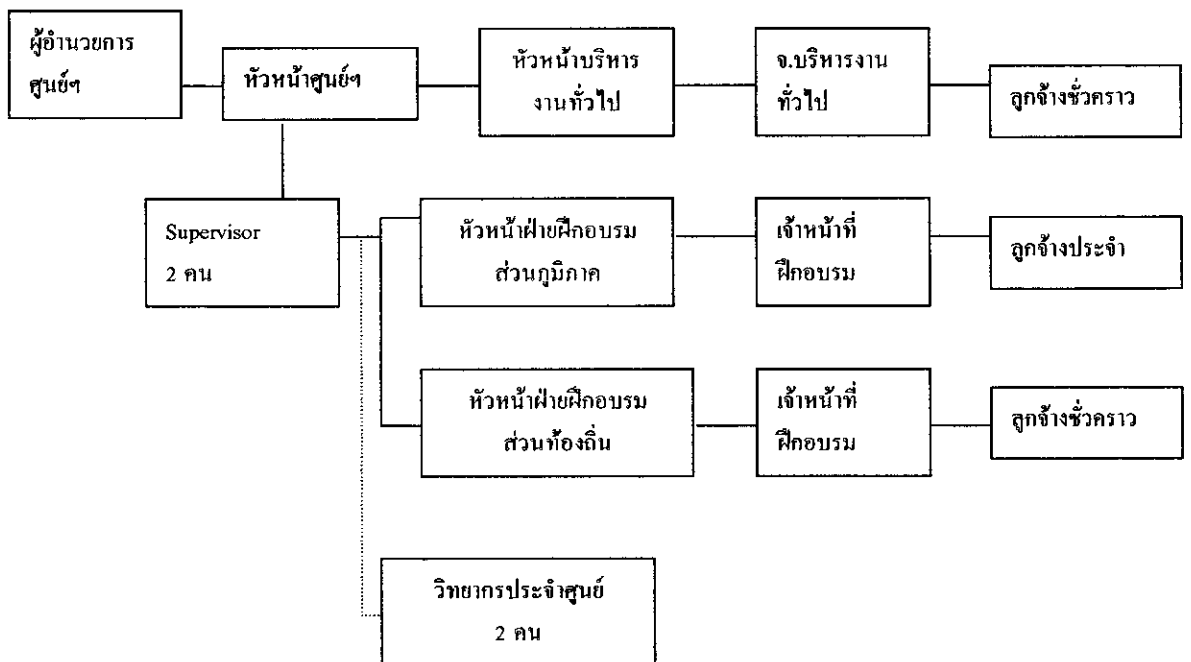 ผู้อำนวยการ
ศูนย์ฯ
หัวหน้าศูนย์ฯ
หัวหน้าบริหาร
งานทั่วไป
จ.บริหารงาน
ทั่วไป
ลูกจ้างชั่วคราว
Supervisor
2 คน
หัวหน้าฝ่ายฝึกอบรม
ส่วนภูมิภาค
เจ้าหน้าที่
ฝึกอบรม
ลูกจ้างประจำ
หัวหน้าฝ่ายฝึกอบรม
ส่วนท้องถิ่น
เจ้าหน้าที่
ฝึกอบรม
ลูกจ้างชั่วคราว
วิทยากรประจำศูนย์
2 คน